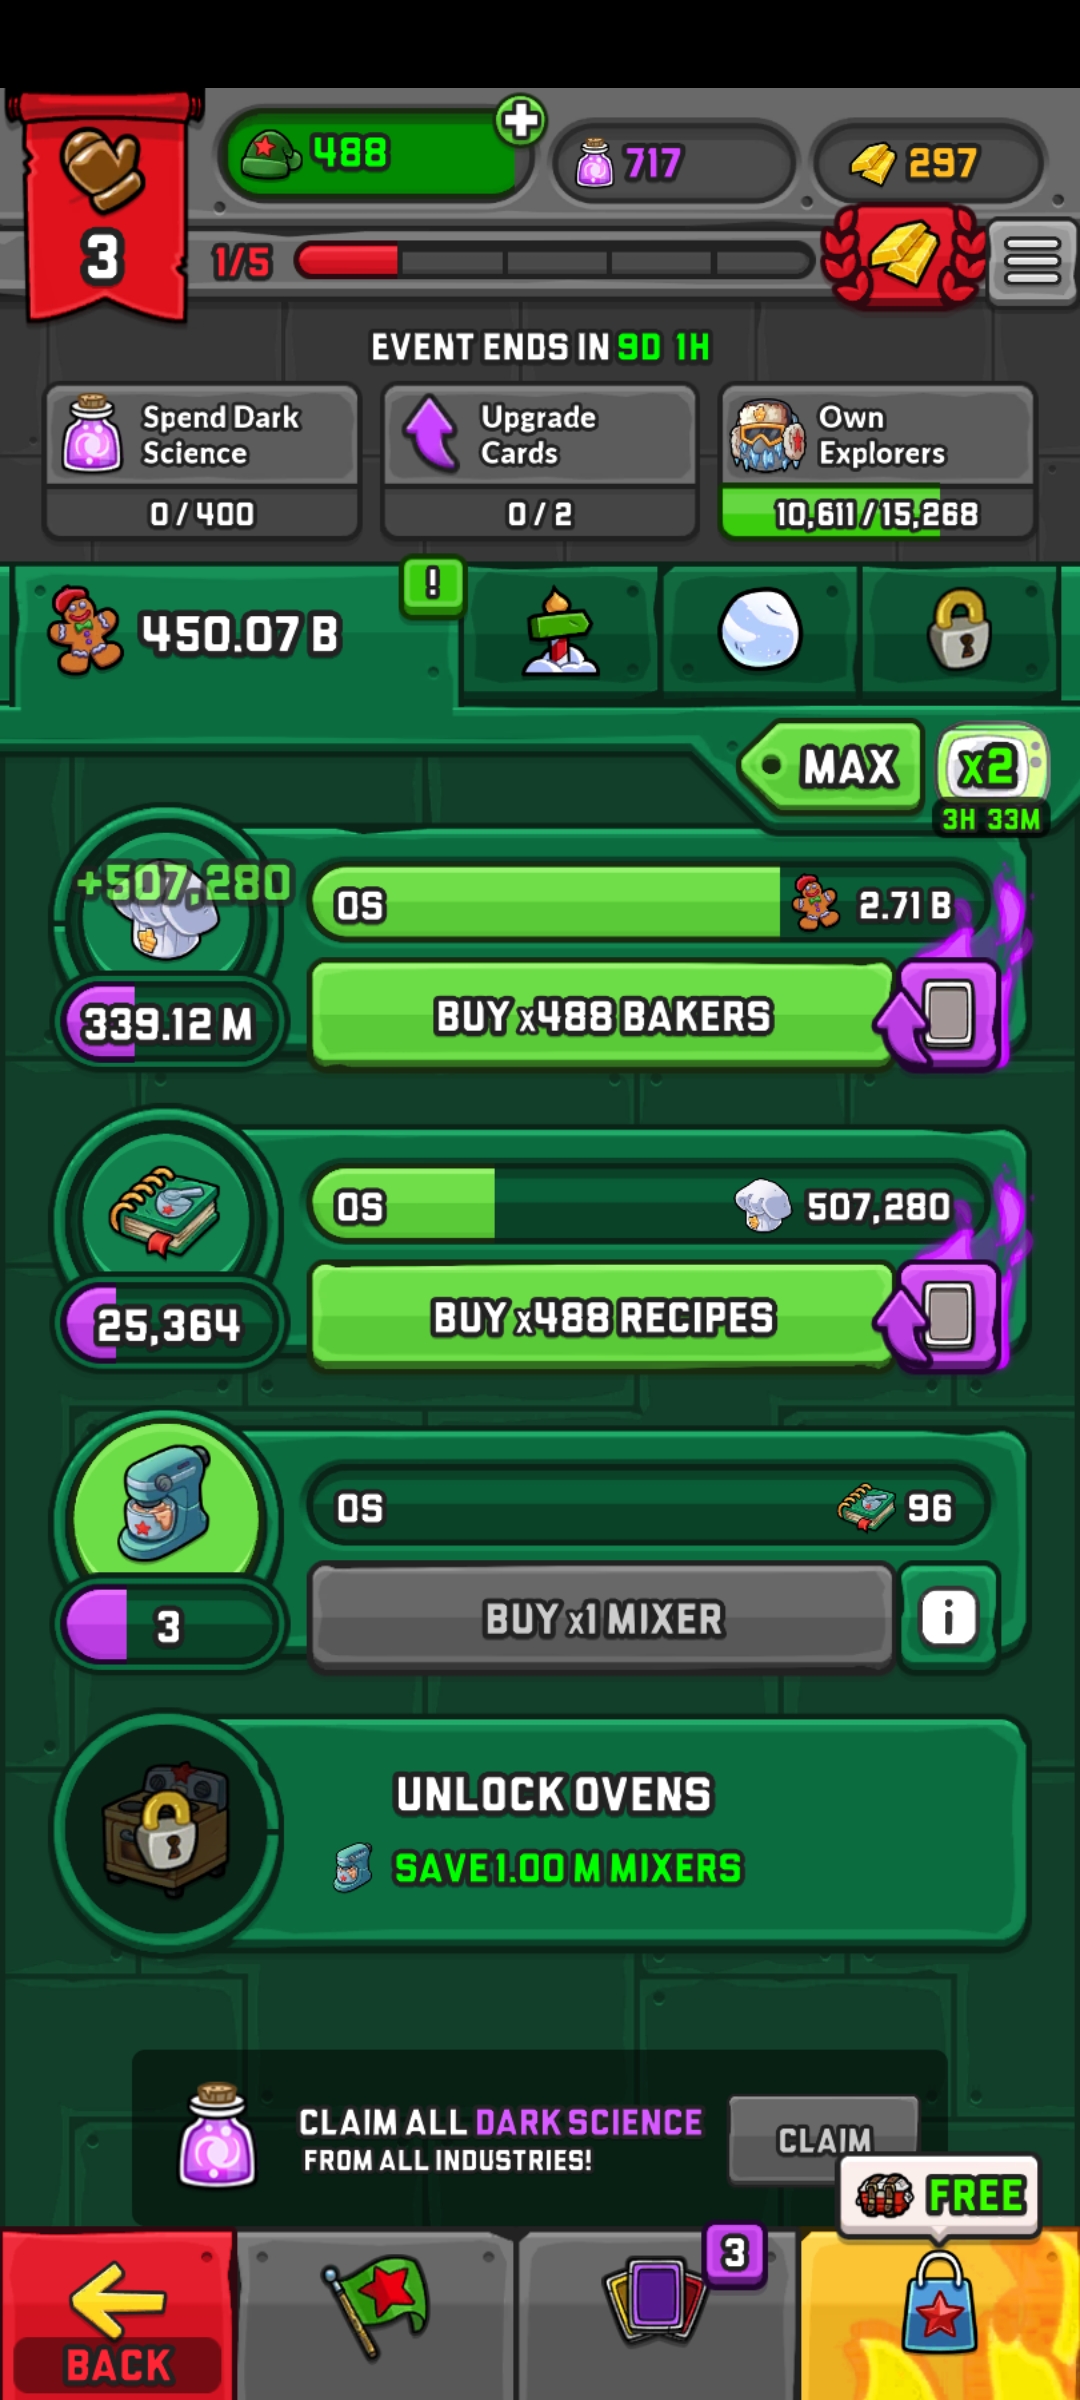 488
717
297
3
1/5
EVENT ENDS IN 9D 1H
Spend Dark
Science
0 / 400
Upgrade
Cards
0 / 2
Own
Explorers
10,611 / 15,268
!
450.07 B
MAX
x2
3H 33M
+507,280
0S
2.71 B
339.12 M
BUY x488 BAKERS
0S
507,280
25,364
BUY x488 RECIPES
0S
96
3
BUY x1 MIXER
i
UNLOCK OVENS
SAVE 1.00 M MIXERS
CLAIM ALL DARK SCIENCE
FROM ALL INDUSTRIES!
CLAIM
FREE
3
BACK